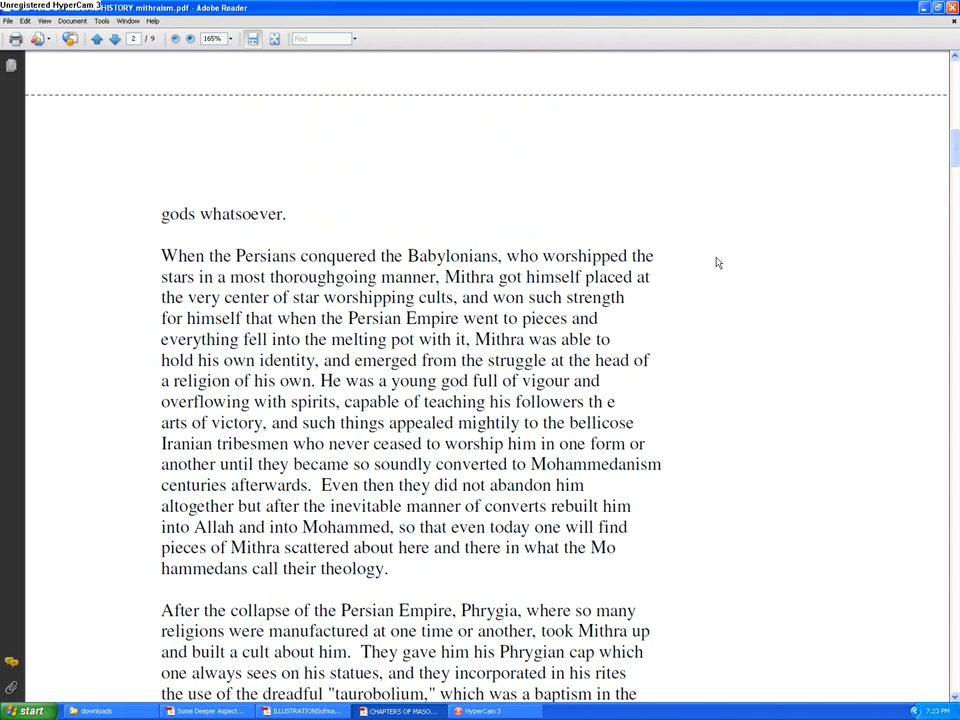 Unregistered HyperCam 3
HISTORY mithraism.pdf - Adobe Reader
File Edit View Document Tools Window Help
2 / 9 165% Find
gods whatsoever.
When the Persians conquered the Babylonians, who worshipped the
stars in a most thoroughgoing manner, Mithra got himself placed at
the very center of star worshipping cults, and won such strength
for himself that when the Persian Empire went to pieces and
everything fell into the melting pot with it, Mithra was able to
hold his own identity, and emerged from the struggle at the head of
a religion of his own. He was a young god full of vigour and
overflowing with spirits, capable of teaching his followers th e
arts of victory, and such things appealed mightily to the bellicose
Iranian tribesmen who never ceased to worship him in one form or
another until they became so soundly converted to Mohammedanism
centuries afterwards.  Even then they did not abandon him
altogether but after the inevitable manner of converts rebuilt him
into Allah and into Mohammed, so that even today one will find
pieces of Mithra scattered about here and there in what the Mo
hammedans call their theology.
After the collapse of the Persian Empire, Phrygia, where so many
religions were manufactured at one time or another, took Mithra up
and built a cult about him.  They gave him his Phrygian cap which
one always sees on his statues, and they incorporated in his rites
the use of the dreadful "taurobolium," which was a baptism in the
start downloads Some Deeper Aspect... ILLUSTRATIONSofma... CHAPTERS OF MASO... HyperCam 3 7:23 PM